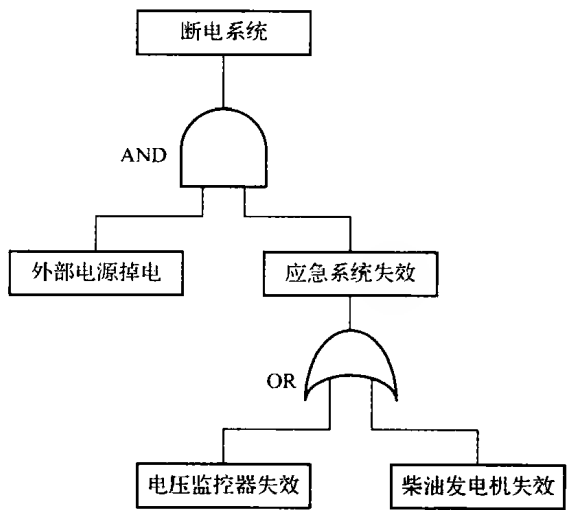 断电系统
AND
外部电源掉电
应急系统失效
OR
电压监控器失效
柴油发电机失效